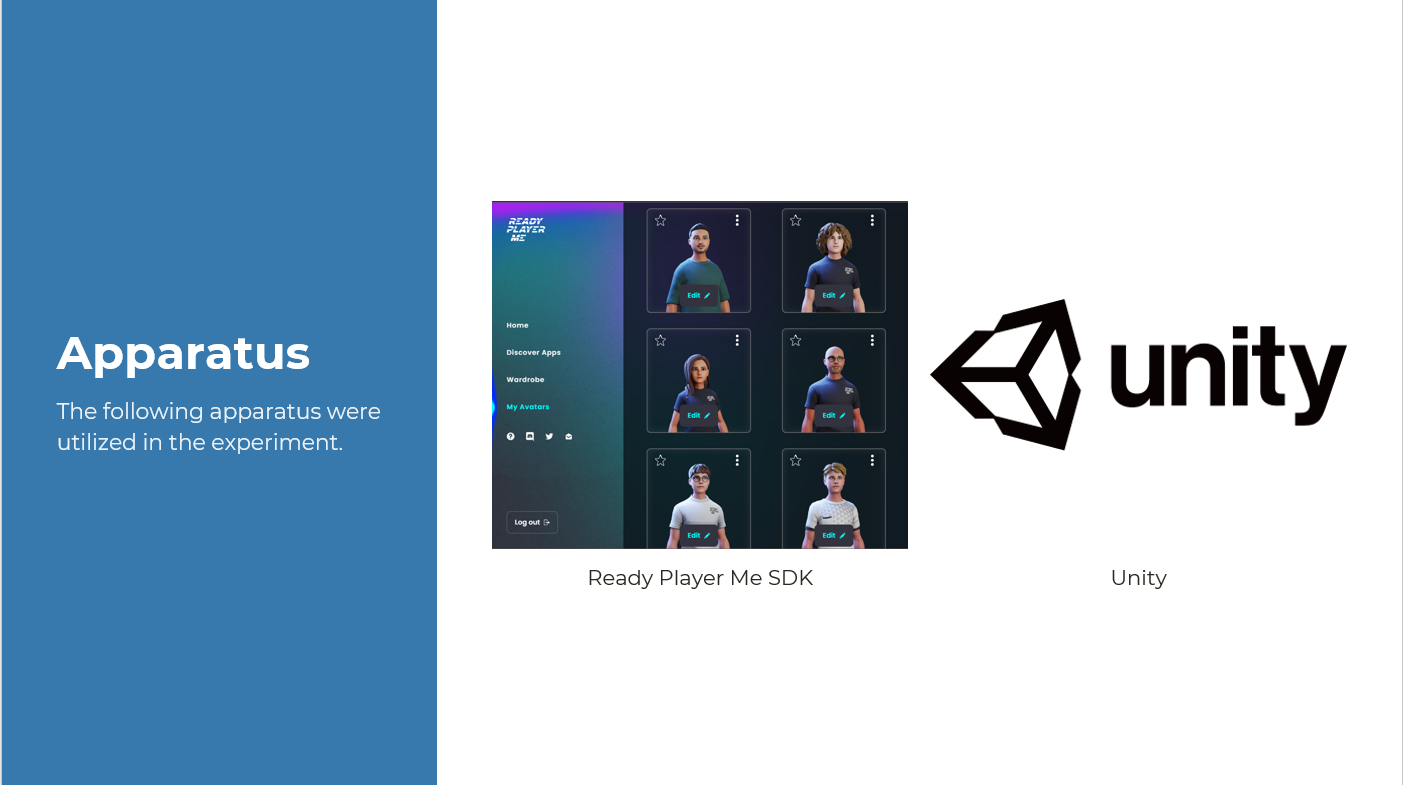 Apparatus
The following apparatus were
utilized in the experiment.
READY
PLAYER
ME
Home
Discover Apps
Wardrobe
My Avatars
Log out
Edit
Edit
Edit
Edit
Edit
Edit
Ready Player Me SDK
unity
Unity